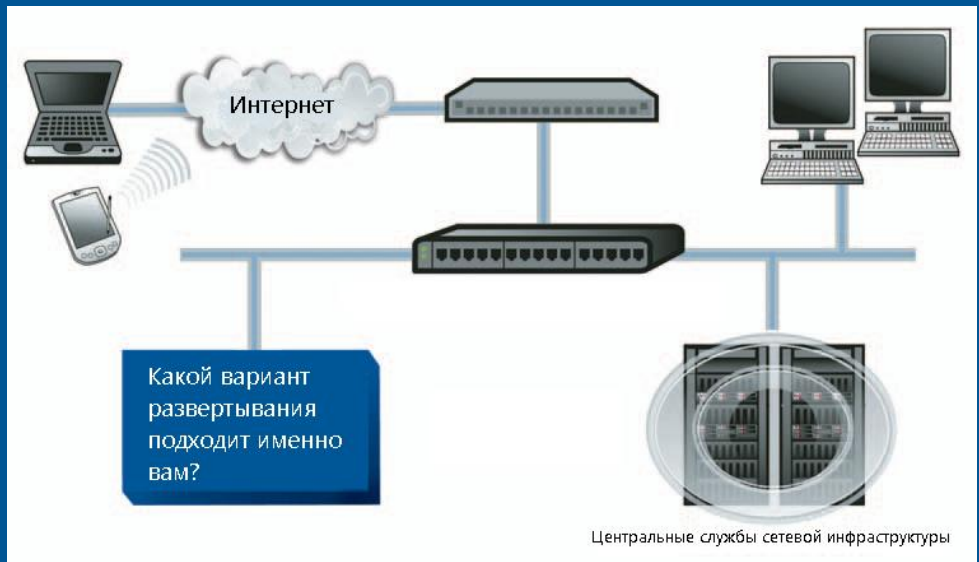 Интернет
Какой вариант
развертывания
подходит именно
вам?
Центральные службы сетевой инфраструктуры